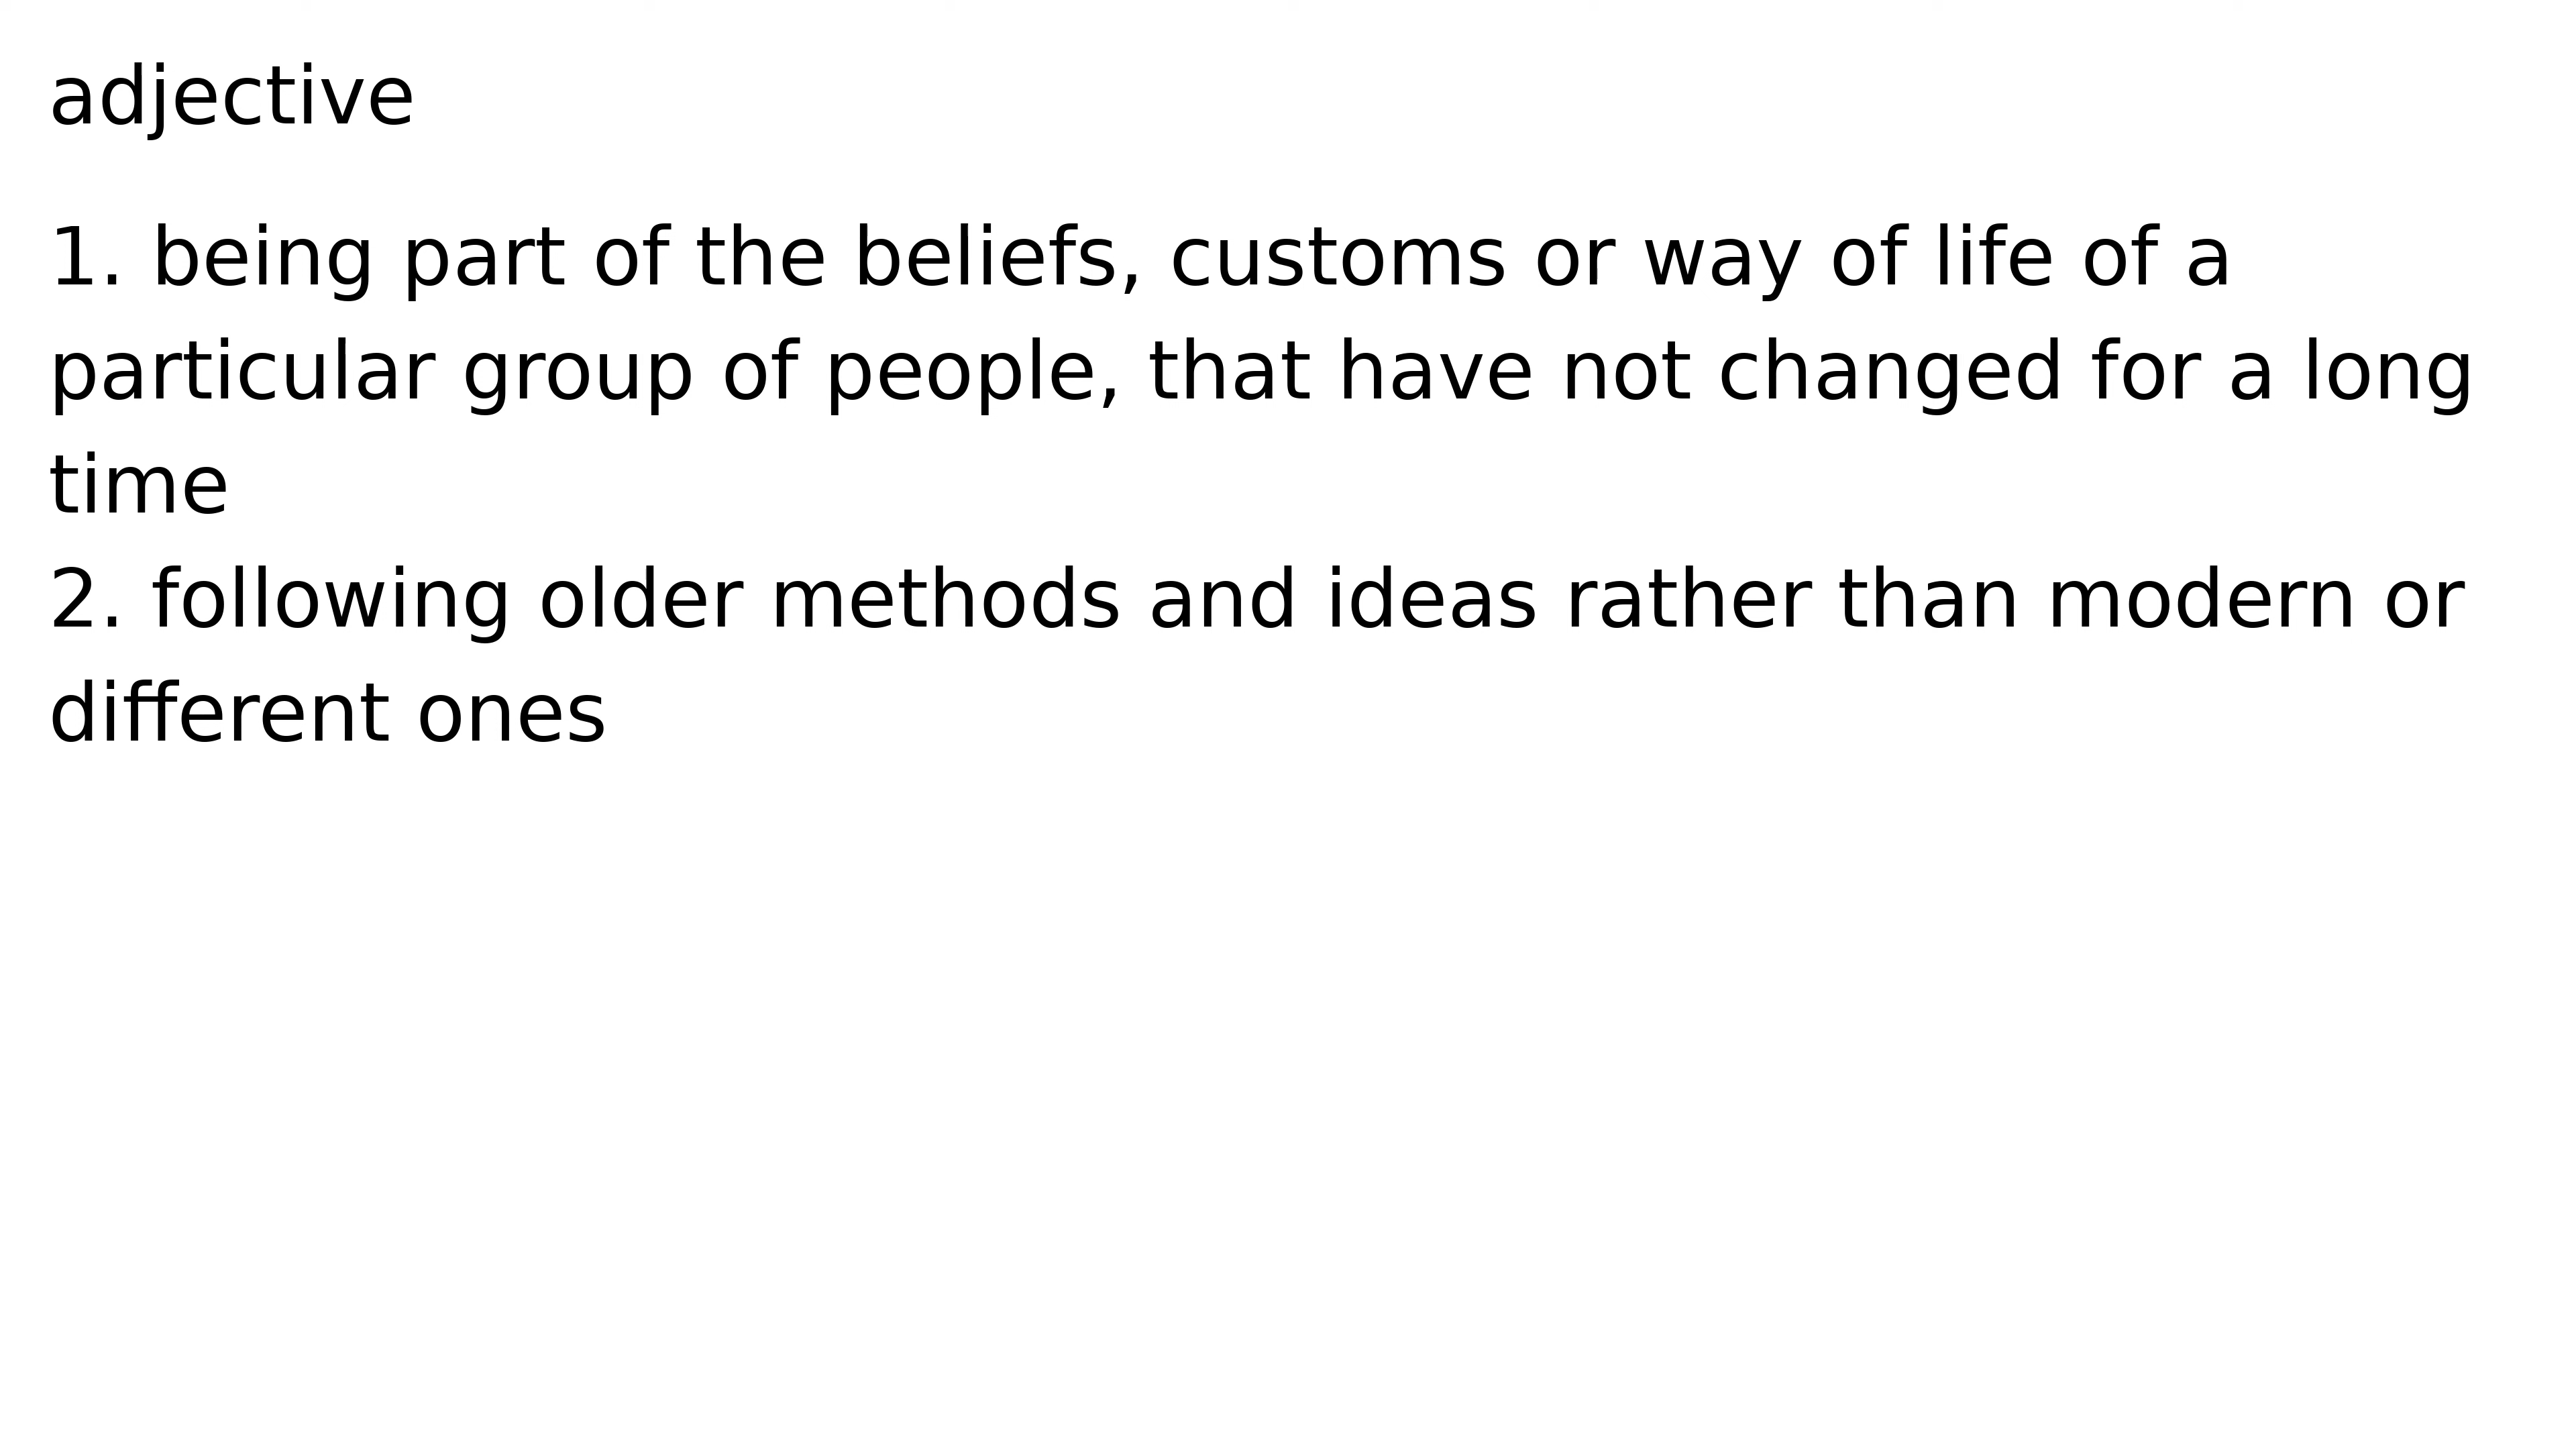 adjective
1. being part of the beliefs, customs or way of life of a
particular group of people, that have not changed for a long
time
2. following older methods and ideas rather than modern or
different ones